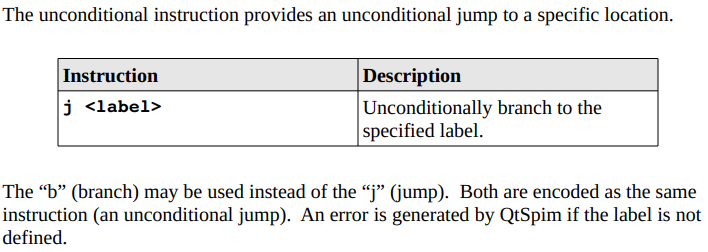 The unconditional instruction provides an unconditional jump to a specific location.
Instruction Description
j <label> Unconditionally branch to the
specified label.
The “b” (branch) may be used instead of the “j” (jump).  Both are encoded as the same
instruction (an unconditional jump).  An error is generated by QtSpim if the label is not
defined.